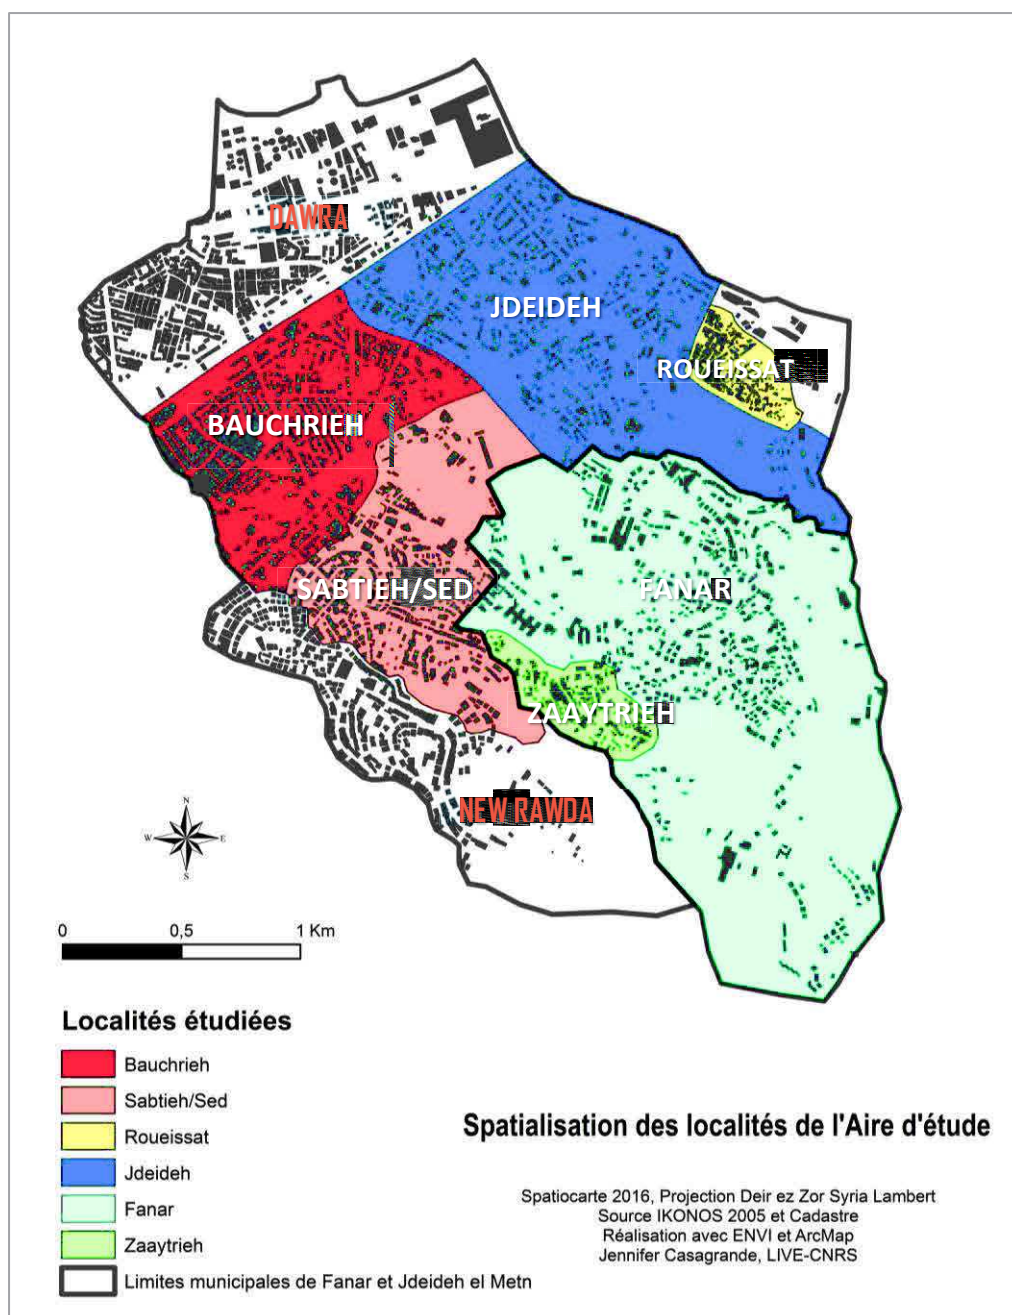 DAWRA
JDEIDEH
ROUEISSAT
BAUCHRIEH
SABTIEH/SED
FANAR
ZAAYTRIEH
NEW RAWDA
N
W
E
S
0
0,5
1 Km
Localités étudiées
Bauchrieh
Sabtieh/Sed
Roueissat
Jdeideh
Fanar
Zaaytrieh
Limites municipales de Fanar et Jdeideh el Metn
Spatialisation des localités de l'Aire d'étude
Spatiocarte 2016, Projection Deir ez Zor Syria Lambert
Source IKONOS 2005 et Cadastre
Réalisation avec ENVI et ArcMap
Jennifer Casagrande, LIVE-CNRS